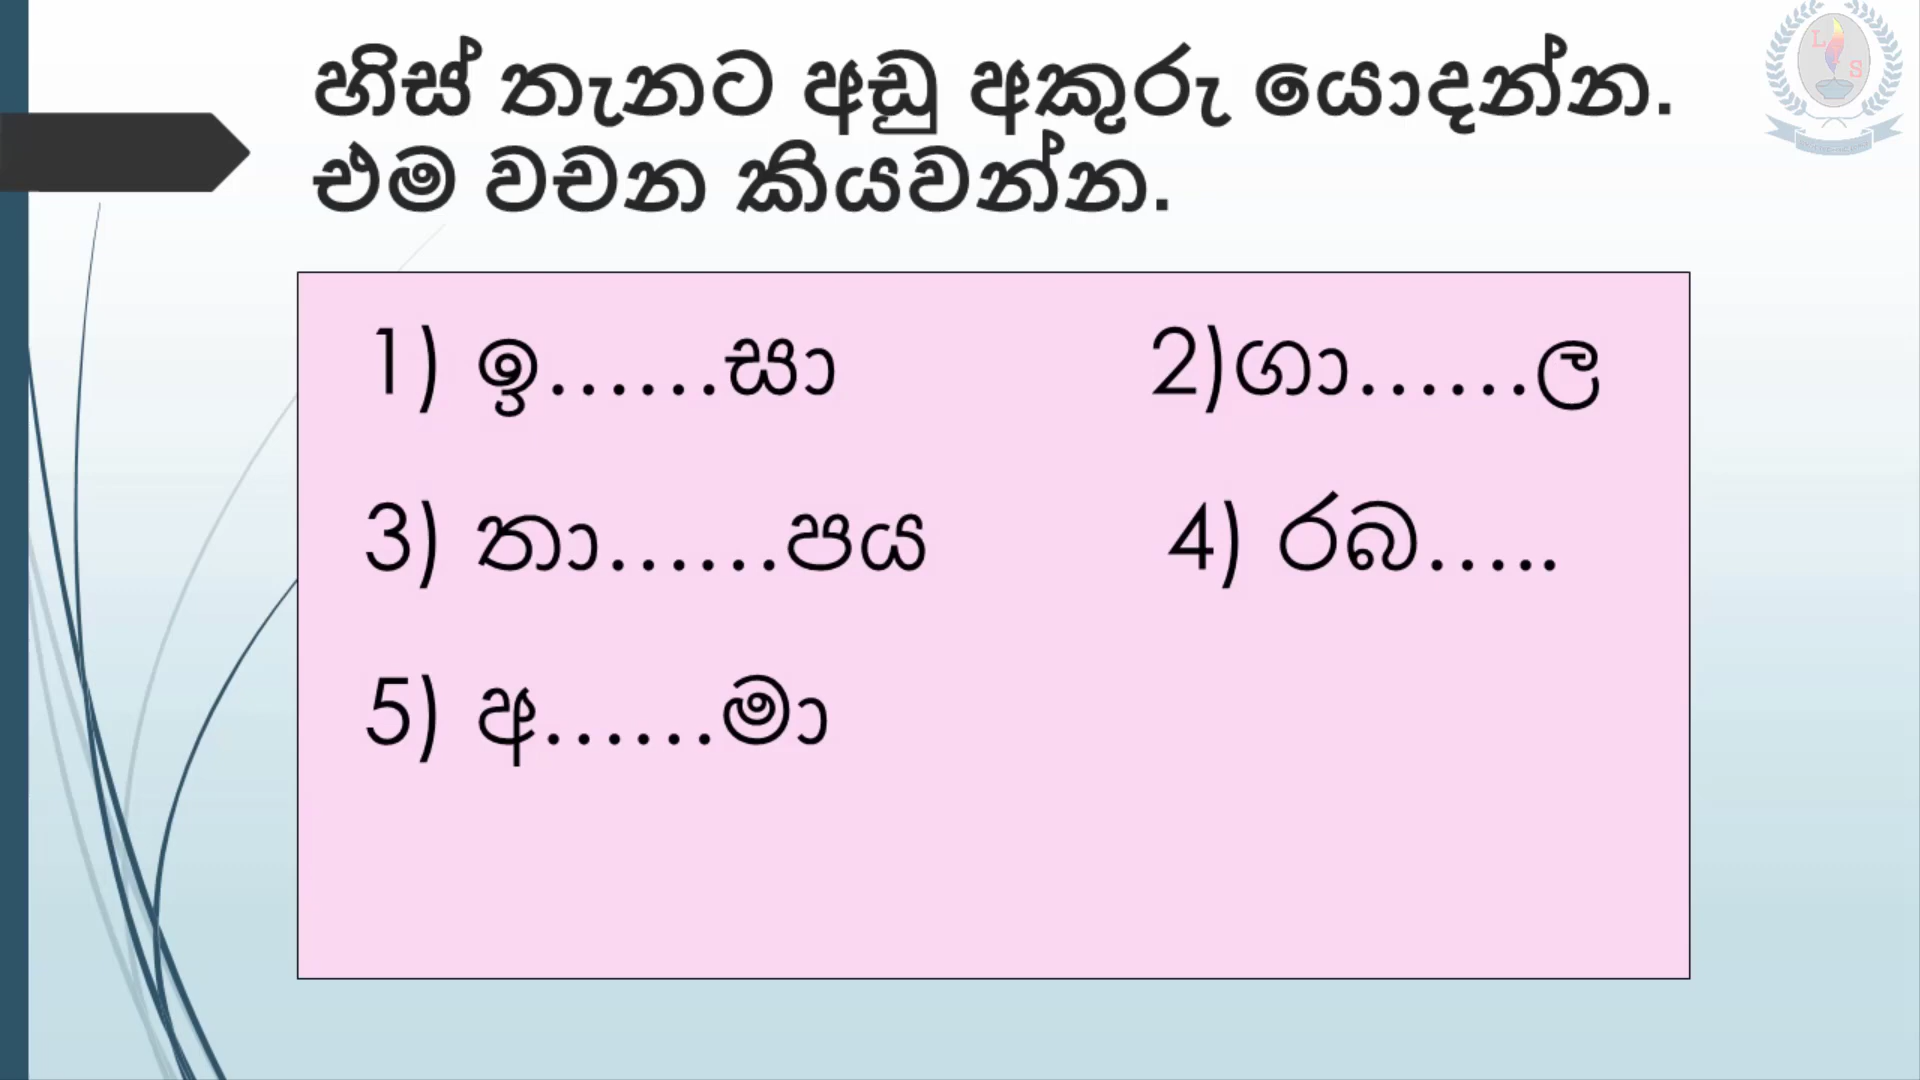 හිස් තැනට අඩු අකුරු යොදන්න.
එම වචන කියවන්න.
1) ඉ......සා 2)ගා......ල
3) තා......පය 4) රබ.....
5) අ......මා
L
S